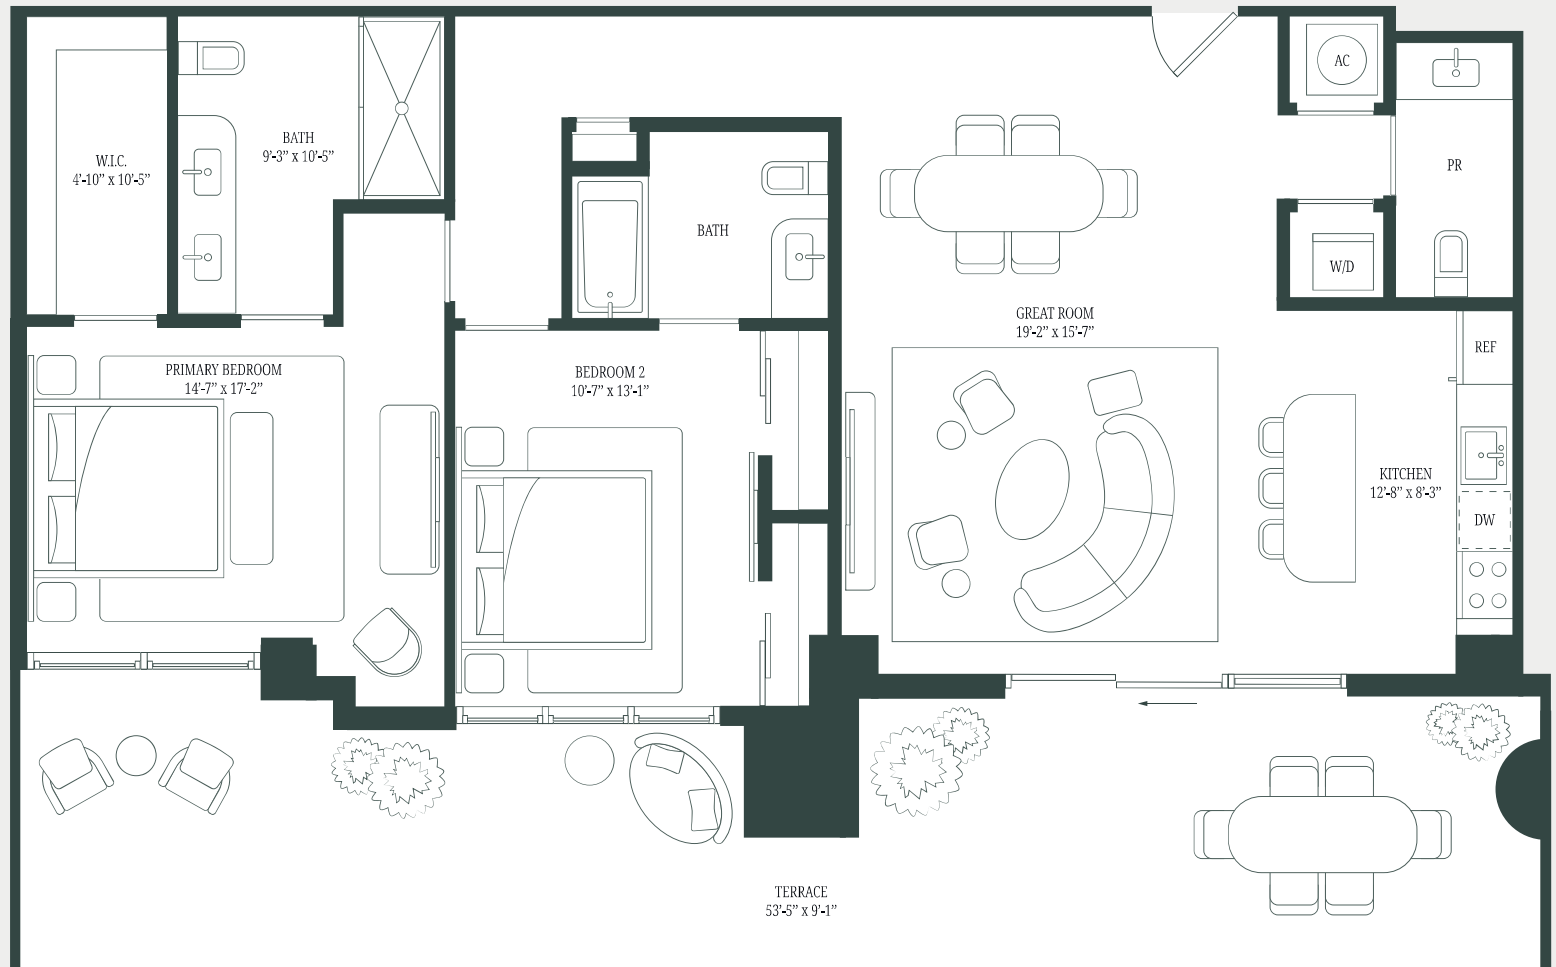 W.I.C.
4'-10" x 10'-5"
BATH
9'-3" x 10'-5"
AC
PR
BATH
W/D
GREAT ROOM
19'-2" x 15'-7"
REF
PRIMARY BEDROOM
14'-7" x 17'-2"
BEDROOM 2
10'-7" x 13'-1"
KITCHEN
12'-8" x 8'-3"
DW
TERRACE
53'-5" x 9'-1"